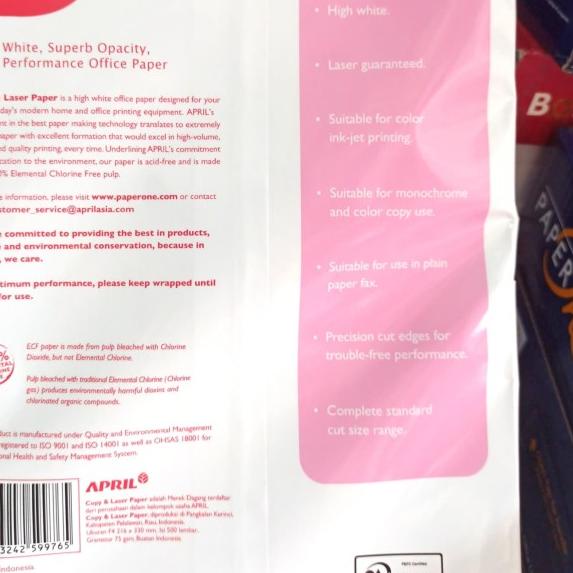 White, Superb Opacity,
Performance Office Paper
Laser Paper is a high white office paper designed for your
day's modern home and office printing equipment. APRIL's
nt in the best paper making technology translates to extremely
paper with excellent formation that would excel in high-volume,
ed quality printing, every time. Underlining APRIL's commitment
cation to the environment, our paper is acid-free and is made
% Elemental Chlorine Free pulp.
e information, please visit www.paperone.com or contact
stomer_service@aprilasia.com
committed to providing the best in products,
and environmental conservation, because in
, we care.
timum performance, please keep wrapped until
for use.
ECF paper is made from pulp bleached with Chlorine
Dioxide, but not Elemental Chlorine.
Pulp bleached with traditional Elemental Chlorine (Chlorine
gas) produces environmentally harmful dioxins and
chlorinated organic compounds.
duct is manufactured under Quality and Environmental Management
registered to ISO 9001 and ISO 14001 as well as OHSAS 18001 for
onal Health and Safety Management System.
APRIL
Copy & Laser Paper adalah Merek Dagang terdaftar
dari perusahaan dalam kelompok usaha APRIL.
Copy & Laser Paper, diproduksi di Pangkalan Kerinci,
Kabupaten Pelalawan, Riau, Indonesia.
Ukuran F4 216 x 330 mm, Isi 500 lembar,
Gramatur 75 gsm, Buatan Indonesia.
3242 599765
Indonesia
• High white.
• Laser guaranteed.
• Suitable for color
ink-jet printing.
• Suitable for monochrome
and color copy use.
• Suitable for use in plain
paper fax.
• Precision cut edges for
trouble-free performance.
• Complete standard
cut size range.
PEFC Certified
B
PAPER